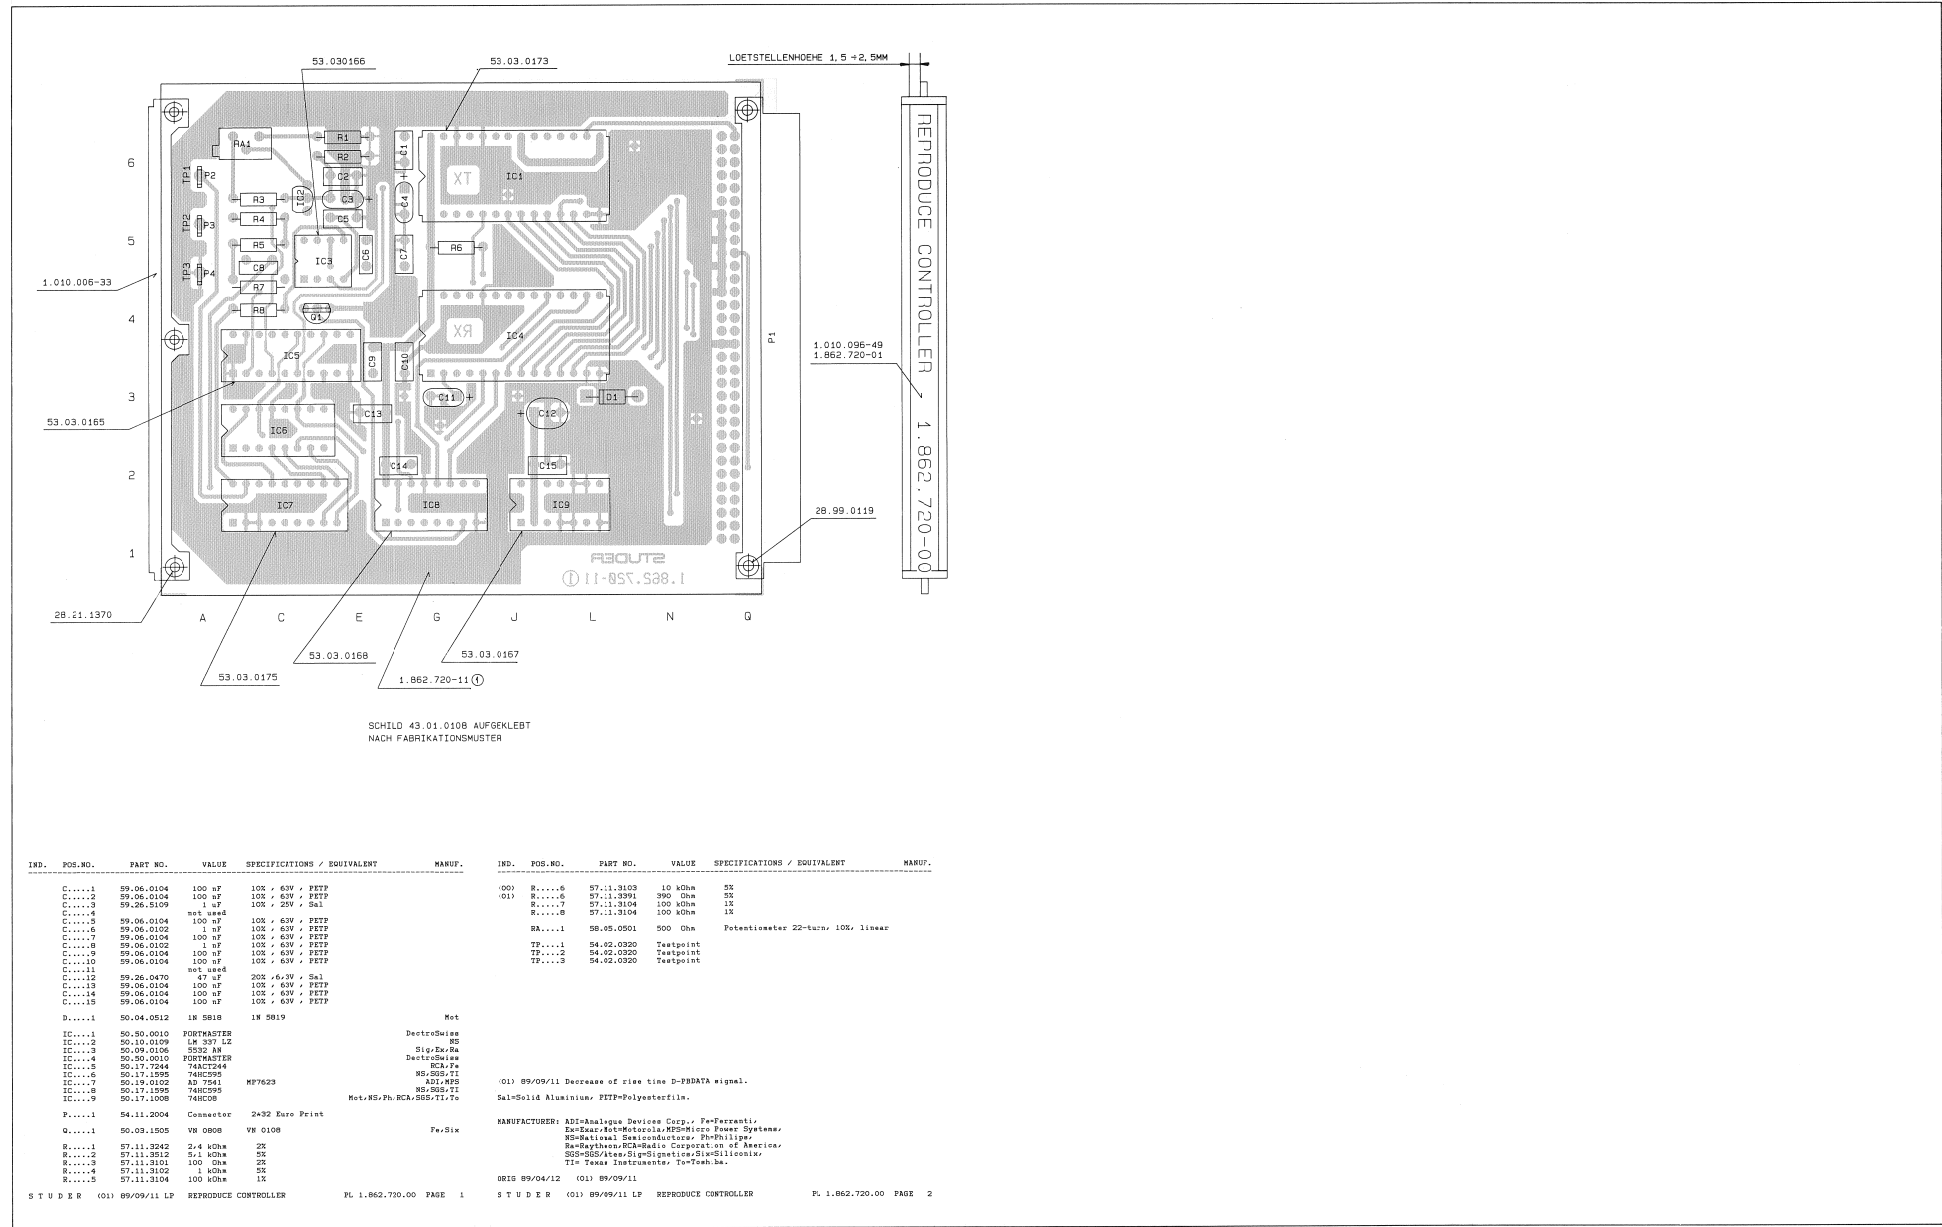 53.030166
53.03.0173
LOETSTELLENHOEHE 1,5 ÷2,5MM
6
5
4
3
2
1
RA1
R1
R2
C1
C2
IC1
TX
TP1
P2
R3
IC2
C3
+
C4
+
R4
C5
TP2
P3
R5
IC3
C6
C7
R6
C8
TP3
P4
R7
R8
Q1
1.010.006-33
IC5
C9
C10
RX
IC4
P1
C11
+
D1
C13
+
C12
53.03.0165
IC6
C14
C15
IC7
IC8
IC9
STUDER
1.862.720-11 ①
REPRODUCE CONTROLLER 1.862.720-00
1.010.096-49
1.862.720-01
28.99.0119
28.21.1370
A C E G J L N Q
53.03.0168
53.03.0167
53.03.0175
1.862.720-11 ①
SCHILD 43.01.0108 AUFGEKLEBT
NACH FABRIKATIONSMUSTER
IND. POS.NO. PART NO. VALUE SPECIFICATIONS / EQUIVALENT MANUF.
C.....1 59.06.0104 100 nF 10% , 63V , PETP
C.....2 59.06.0104 100 nF 10% , 63V , PETP
C.....3 59.26.5109 1 uF 10% , 25V , Sal
C.....4 not used
C.....5 59.06.0104 100 nF 10% , 63V , PETP
C.....6 59.06.0102 1 nF 10% , 63V , PETP
C.....7 59.06.0104 100 nF 10% , 63V , PETP
C.....8 59.06.0102 1 nF 10% , 63V , PETP
C.....9 59.06.0104 100 nF 10% , 63V , PETP
C....10 59.06.0104 100 nF 10% , 63V , PETP
C....11 not used
C....12 59.26.0470 47 uF 20% ,6,3V , Sal
C....13 59.06.0104 100 nF 10% , 63V , PETP
C....14 59.06.0104 100 nF 10% , 63V , PETP
C....15 59.06.0104 100 nF 10% , 63V , PETP
D.....1 50.04.0512 1N 5818 1N 5819 Mot
IC....1 50.50.0010 PORTMASTER DectroSwiss
IC....2 50.10.0109 LM 337 LZ NS
IC....3 50.09.0106 5532 AN Sig,Ex,Ra
IC....4 50.50.0010 PORTMASTER DectroSwiss
IC....5 50.17.7244 74ACT244 RCA,Fe
IC....6 50.17.1595 74HC595 NS,SGS,TI
IC....7 50.19.0102 AD 7541 MP7623 ADI,MPS
IC....8 50.17.1595 74HC595 NS,SGS,TI
IC....9 50.17.1008 74HC08 Mot,NS,Ph,RCA,SGS,TI,To
P.....1 54.11.2004 Connector 2*32 Euro Print
Q.....1 50.03.1505 VN 0808 VN 0108 Fe,Six
R.....1 57.11.3242 2,4 kOhm 2%
R.....2 57.11.3512 5,1 kOhm 5%
R.....3 57.11.3101 100 Ohm 2%
R.....4 57.11.3102 1 kOhm 5%
R.....5 57.11.3104 100 kOhm 1%
S T U D E R (01) 89/09/11 LP REPRODUCE CONTROLLER PL 1.862.720.00 PAGE 1
IND. POS.NO. PART NO. VALUE SPECIFICATIONS / EQUIVALENT MANUF.
(00) R.....6 57.11.3103 10 kOhm 5%
(01) R.....6 57.11.3391 390 Ohm 5%
R.....7 57.11.3104 100 kOhm 1%
R.....8 57.11.3104 100 kOhm 1%
RA....1 58.05.0501 500 Ohm Potentiometer 22-turn, 10%, linear
TP....1 54.02.0320 Testpoint
TP....2 54.02.0320 Testpoint
TP....3 54.02.0320 Testpoint
(01) 89/09/11 Decrease of rise time D-PBDATA signal.
Sal=Solid Aluminium, PETP=Polyesterfilm.
MANUFACTURER: ADI=Analogue Devices Corp., Fe=Ferranti,
Ex=Exar,Mot=Motorola,MPS=Micro Power Systems,
NS=National Semiconductors, Ph=Philips,
Ra=Raytheon,RCA=Radio Corporation of America,
SGS=SGS/Ates,Sig=Signetics,Six=Siliconix,
TI= Texas Instruments, To=Toshiba.
ORIG 89/04/12 (01) 89/09/11
S T U D E R (01) 89/09/11 LP REPRODUCE CONTROLLER PL 1.862.720.00 PAGE 2